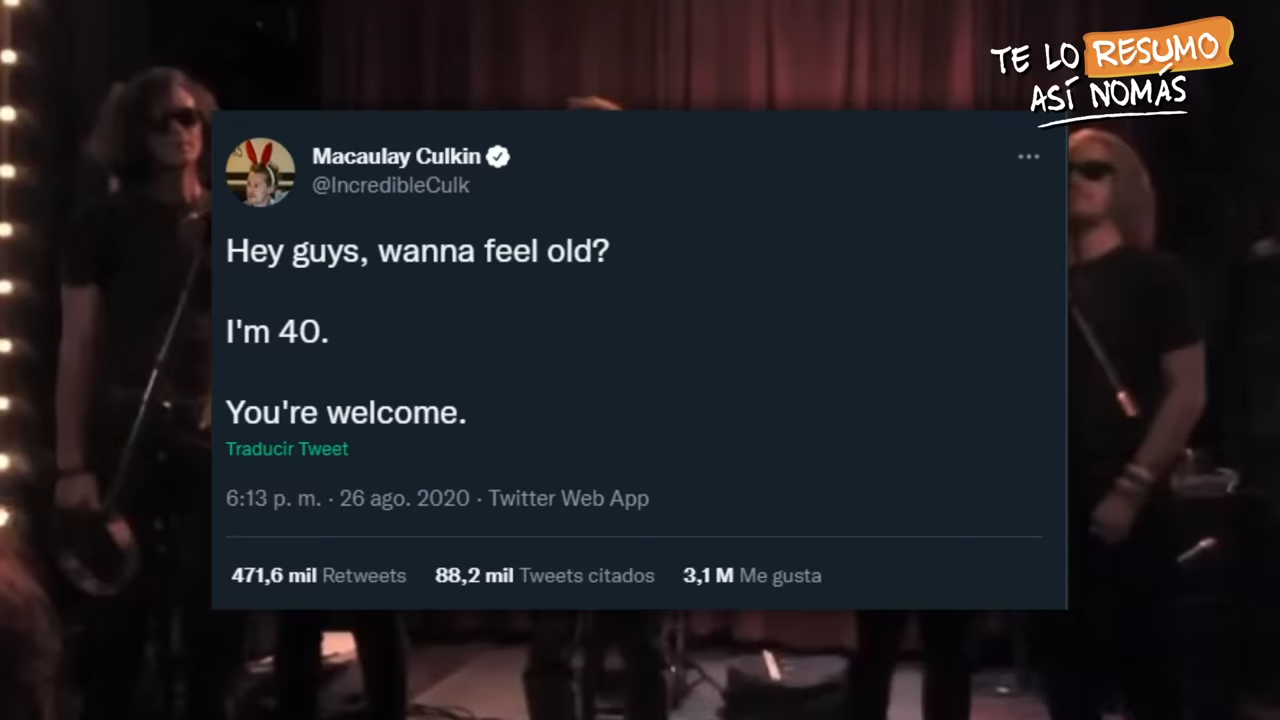 TE LO RESUMO
ASÍ NOMÁS
Macaulay Culkin
@IncredibleCulk
Hey guys, wanna feel old?
I'm 40.
You're welcome.
Traducir Tweet
6:13 p. m. · 26 ago. 2020 · Twitter Web App
471,6 mil Retweets 88,2 mil Tweets citados 3,1 M Me gusta